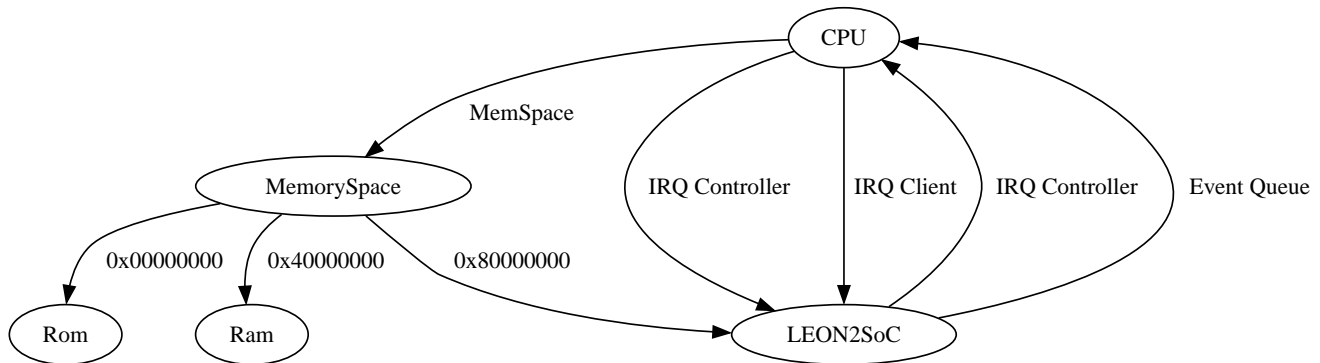 CPU
MemSpace
MemorySpace
IRQ Controller
IRQ Client
IRQ Controller
Event Queue
0x00000000
0x40000000
0x80000000
Rom
Ram
LEON2SoC